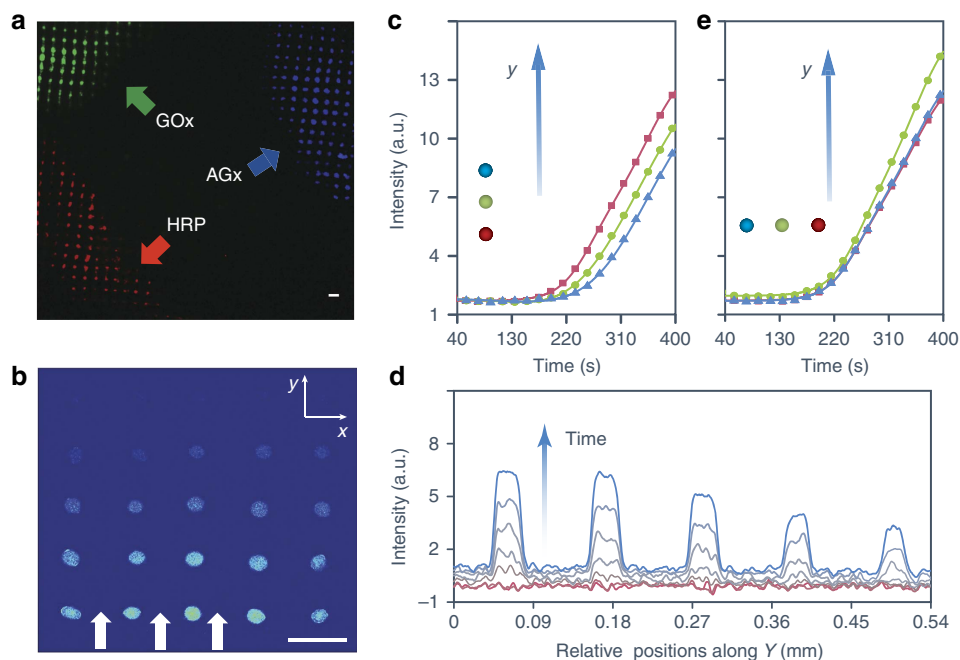 a
GOx
AGx
HRP
b
y
x
c
Intensity (a.u.)
13
10
7
4
1
y
40 130 220 310 400
Time (s)
e
y
40 130 220 310 400
Time (s)
d
Intensity (a.u.)
8
5
2
−1
Time
0 0.09 0.18 0.27 0.36 0.45 0.54
Relative positions along Y (mm)